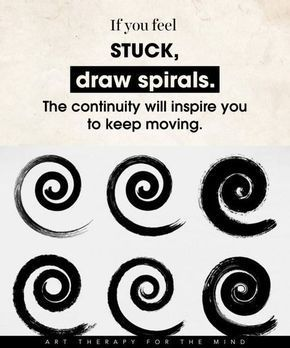 If you feel
STUCK,
draw spirals.
The continuity will inspire you
to keep moving.
ART THERAPY FOR THE MIND